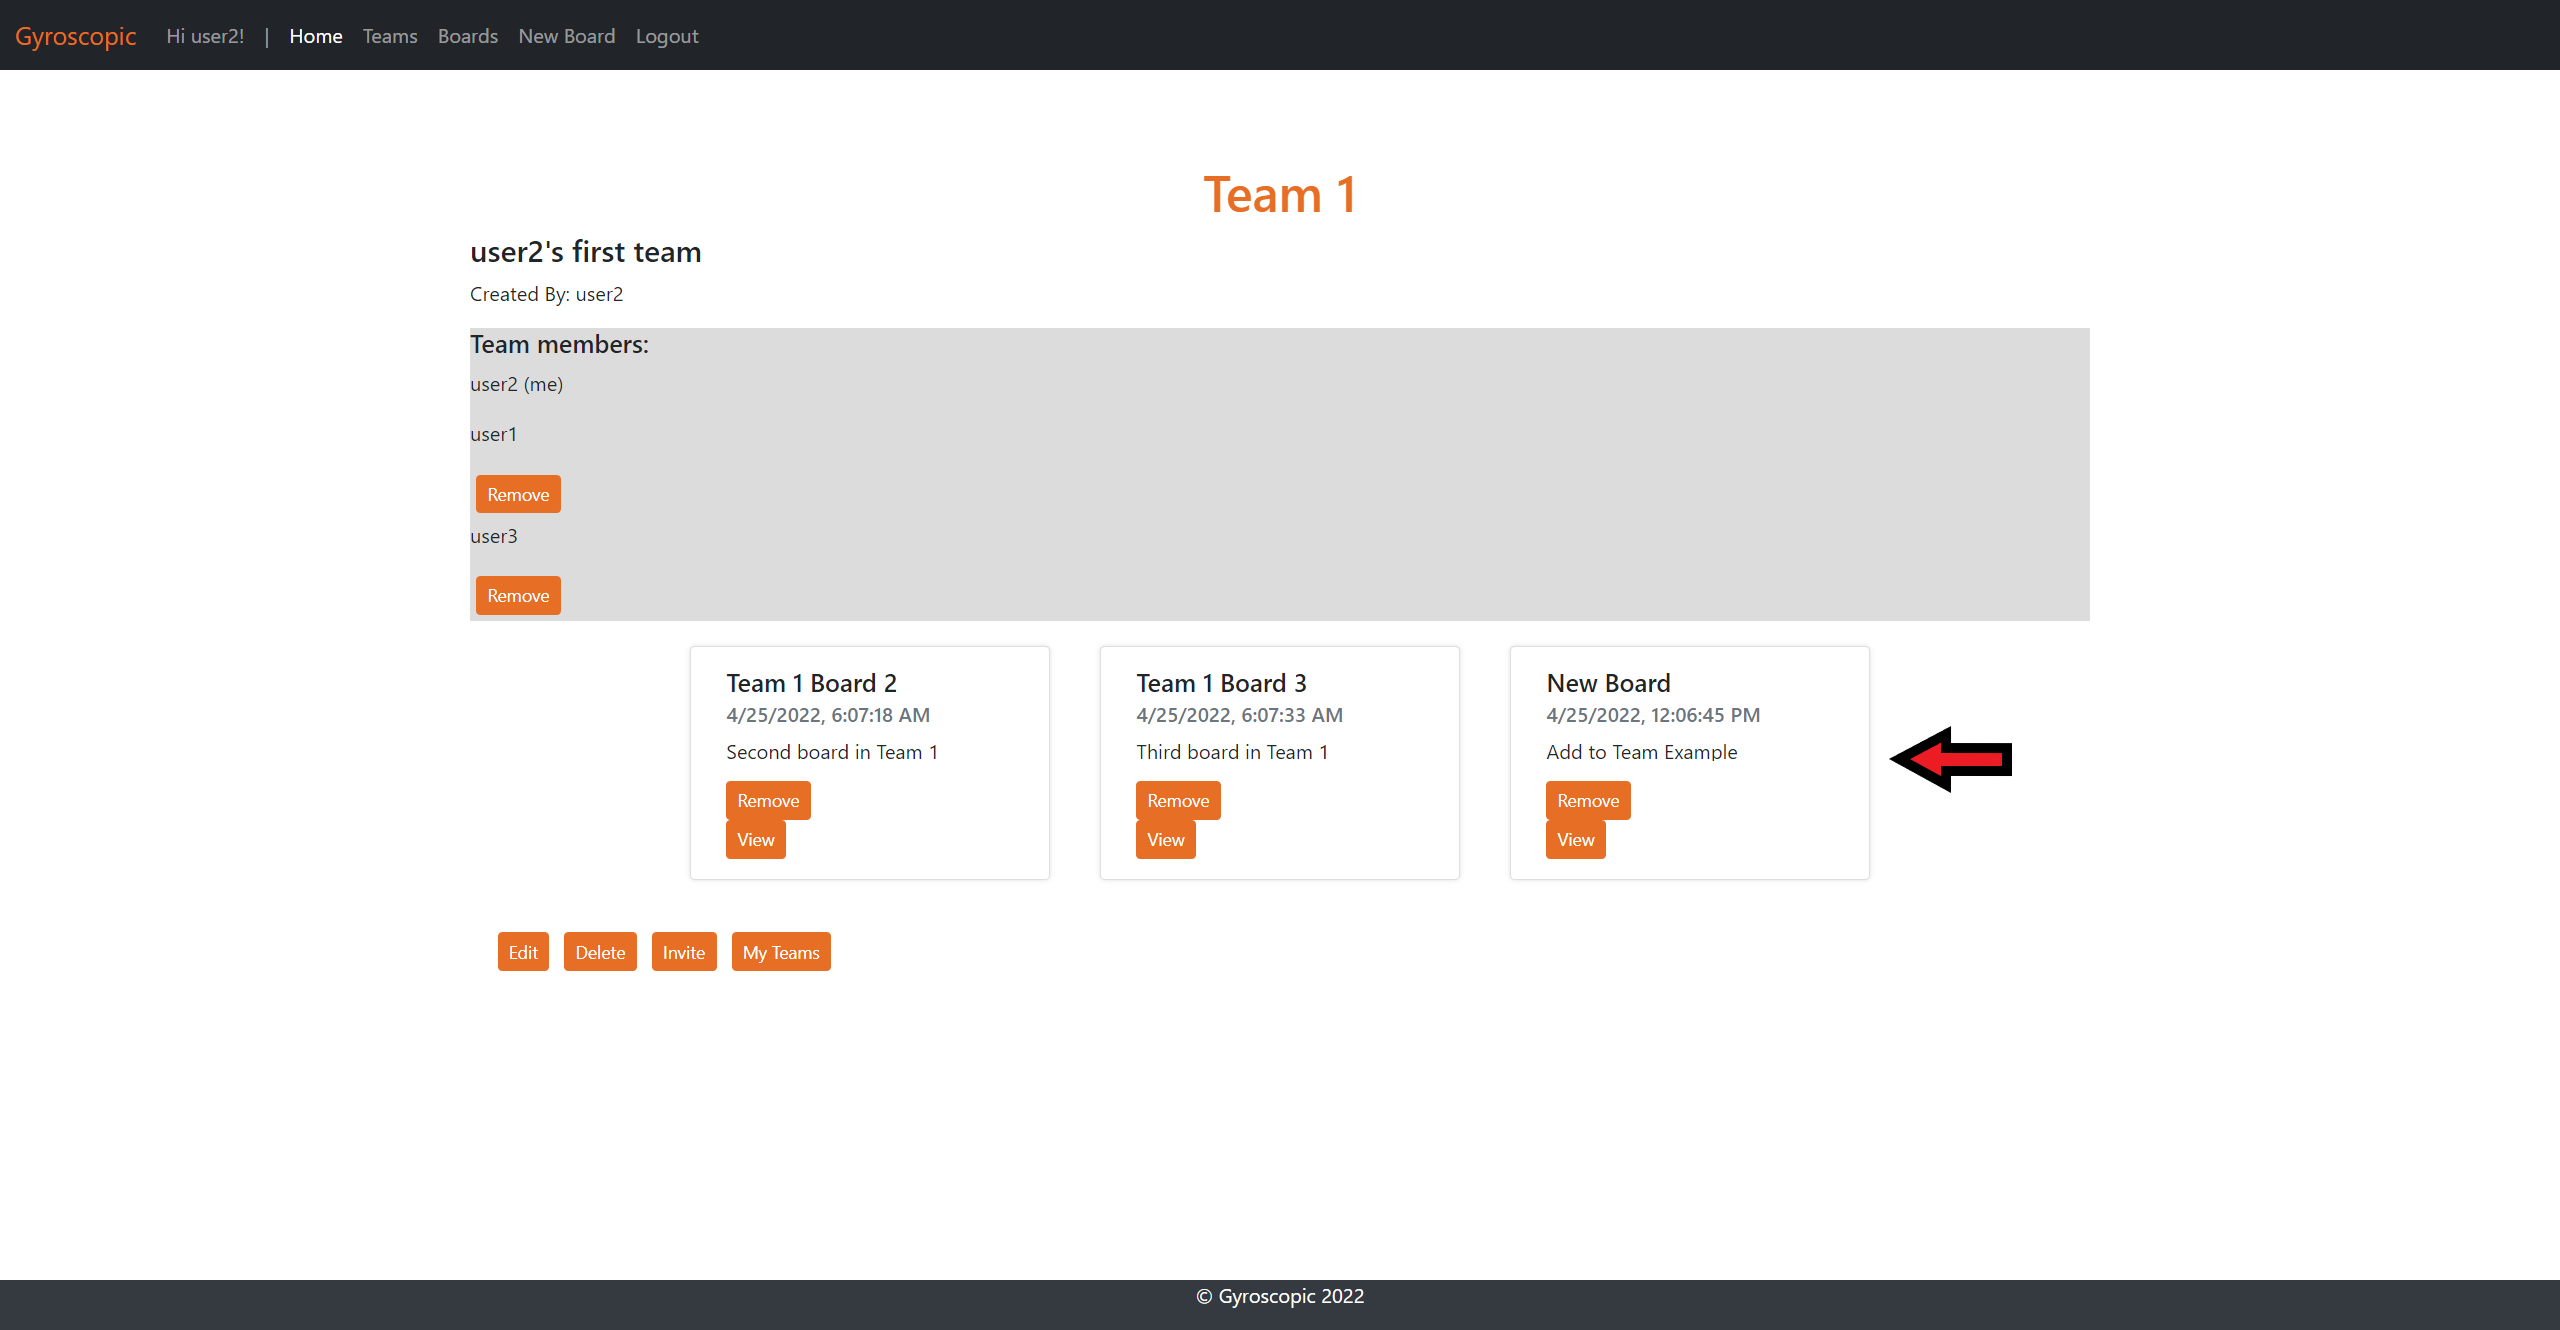 Gyroscopic Hi user2! | Home Teams Boards New Board Logout
Team 1
user2's first team
Created By: user2
Team members:
user2 (me)
user1
Remove
user3
Remove
Team 1 Board 2
4/25/2022, 6:07:18 AM
Second board in Team 1
Remove
View
Team 1 Board 3
4/25/2022, 6:07:33 AM
Third board in Team 1
Remove
View
New Board
4/25/2022, 12:06:45 PM
Add to Team Example
Remove
View
Edit Delete Invite My Teams
© Gyroscopic 2022